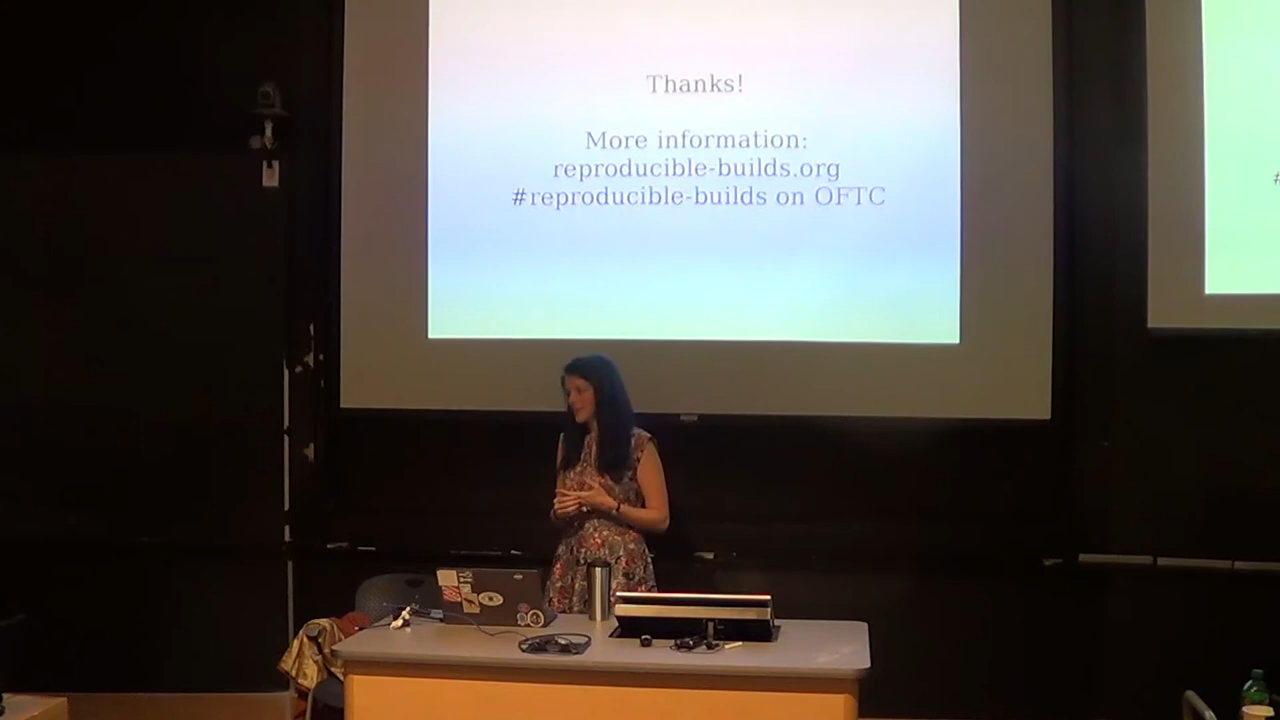 Thanks!
More information:
reproducible-builds.org
#reproducible-builds on OFTC
#